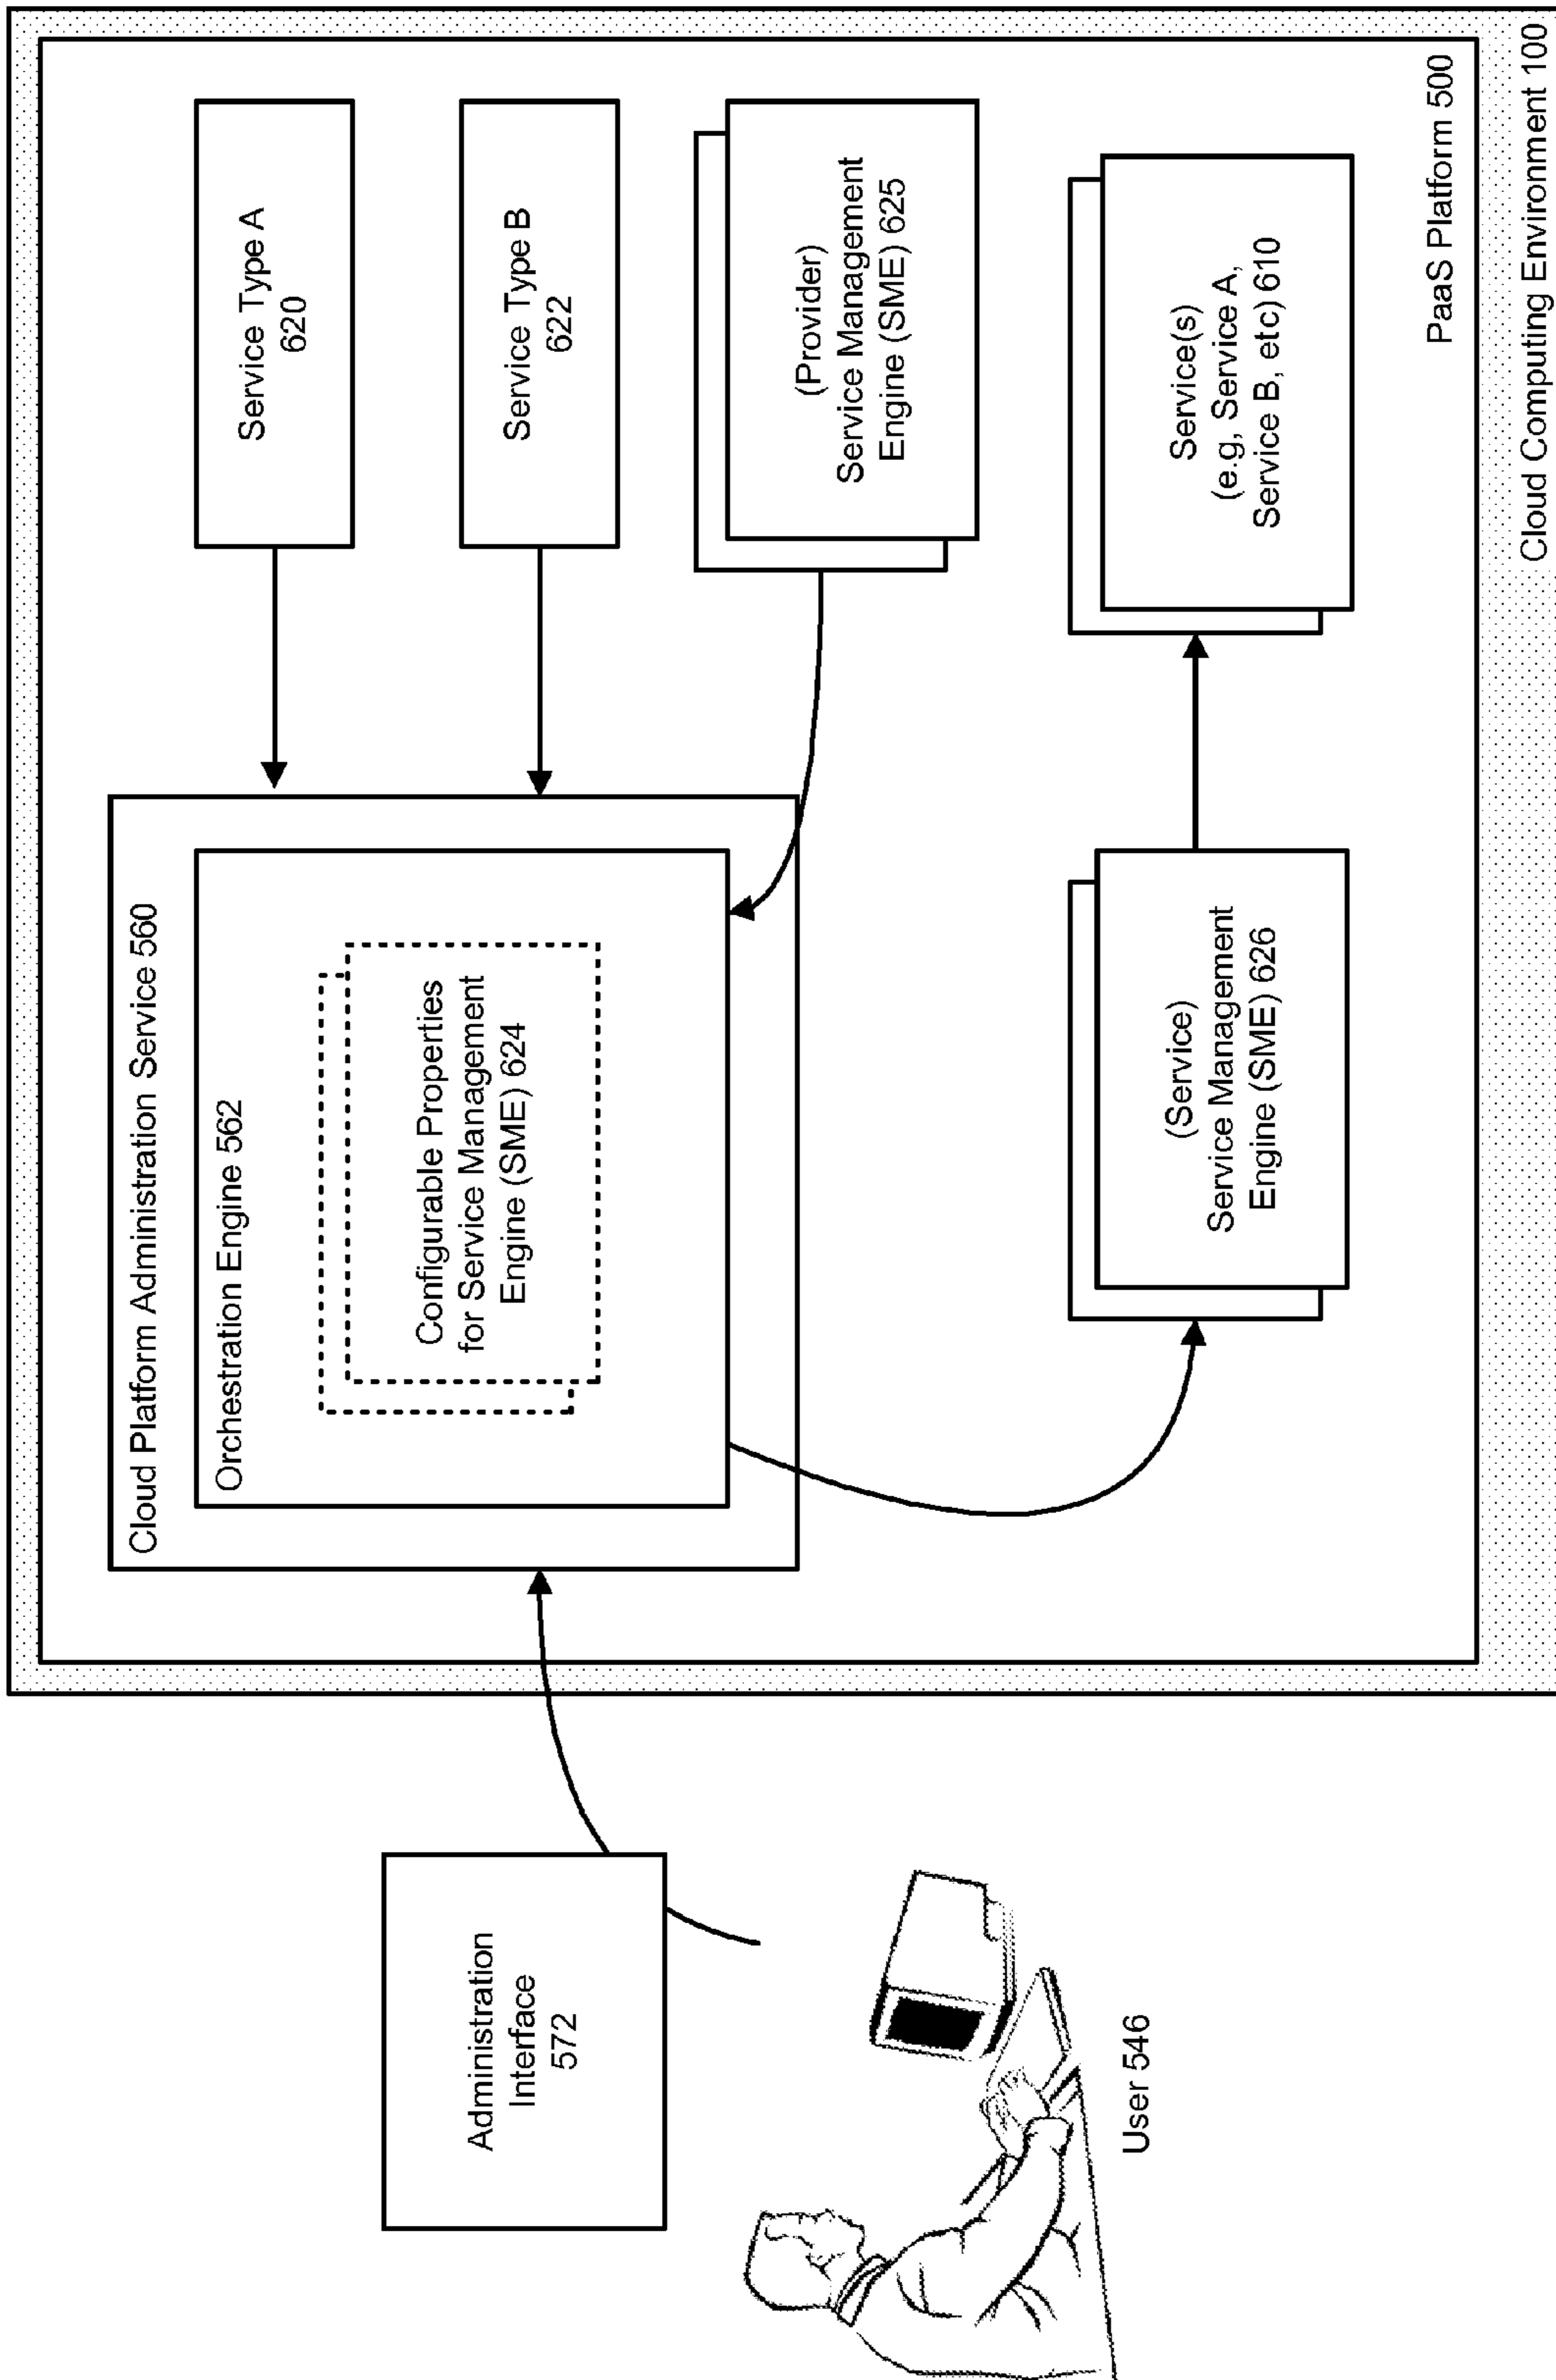 Cloud Platform Administration Service 560
Orchestration Engine 562
Configurable Properties
for Service Management
Engine (SME) 624
Service Type A
620
Service Type B
622
(Provider)
Service Management
Engine (SME) 625
Administration
Interface
572
User 546
(Service)
Service Management
Engine (SME) 626
Service(s)
(e.g, Service A,
Service B, etc) 610
PaaS Platform 500
Cloud Computing Environment 100